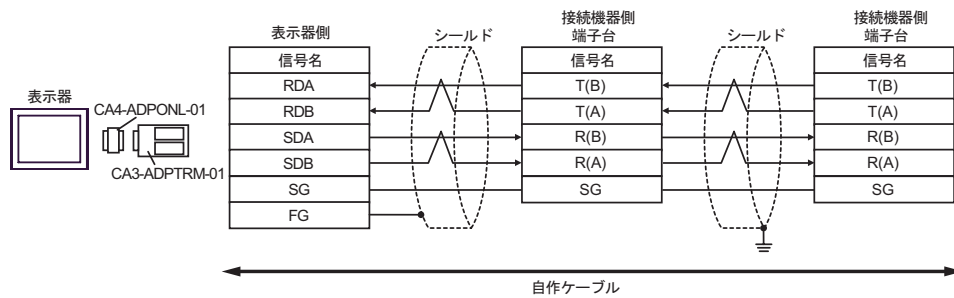 表示器
CA4-ADPONL-01
CA3-ADPTRM-01
表示器側
信号名
RDA
RDB
SDA
SDB
SG
FG
シールド
接続機器側
端子台
信号名
T(B)
T(A)
R(B)
R(A)
SG
シールド
接続機器側
端子台
信号名
T(B)
T(A)
R(B)
R(A)
SG
自作ケーブル